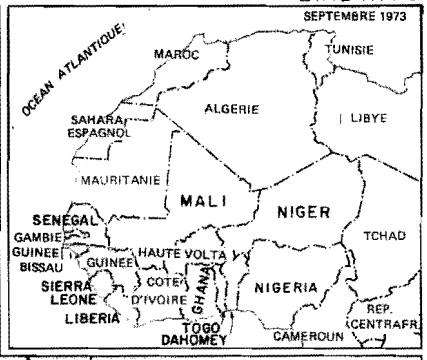 SEPTEMBRE 1973
OCEAN ATLANTIQUE
MAROC
TUNISIE
ALGERIE
LIBYE
SAHARA
ESPAGNOL
MAURITANIE
MALI
NIGER
TCHAD
SENEGAL
GAMBIE
GUINEE
BISSAU
GUINEE
HAUTE VOLTA
SIERRA
LEONE
COTE
D'IVOIRE
GHANA
NIGERIA
LIBERIA
TOGO
DAHOMEY
CAMEROUN
REP.
CENTRAFR.